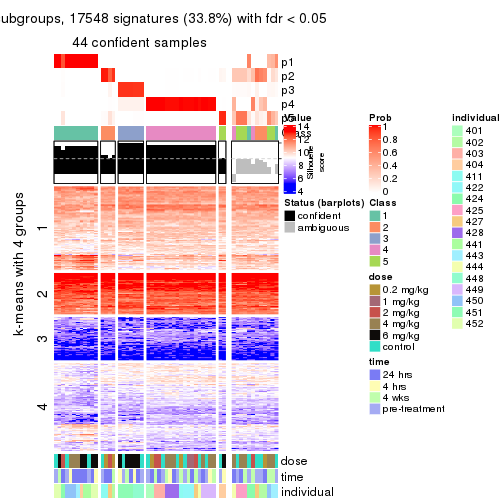 ubgroups, 17548 signatures (33.8%) with fdr < 0.05
44 confident samples
p1
p2
p3
p4
Class
Silhouette
score
k-means with 4 groups
1
2
3
4
dose
time
individual
Value
14
12
10
8
6
4
Status (barplots)
confident
ambiguous
Prob
1
0.8
0.6
0.4
0.2
0
Class
1
2
3
4
5
dose
0.2 mg/kg
1 mg/kg
2 mg/kg
4 mg/kg
6 mg/kg
control
time
24 hrs
4 hrs
4 wks
pre-treatment
individual
401
402
403
404
411
422
424
425
427
428
441
443
444
448
449
450
451
452